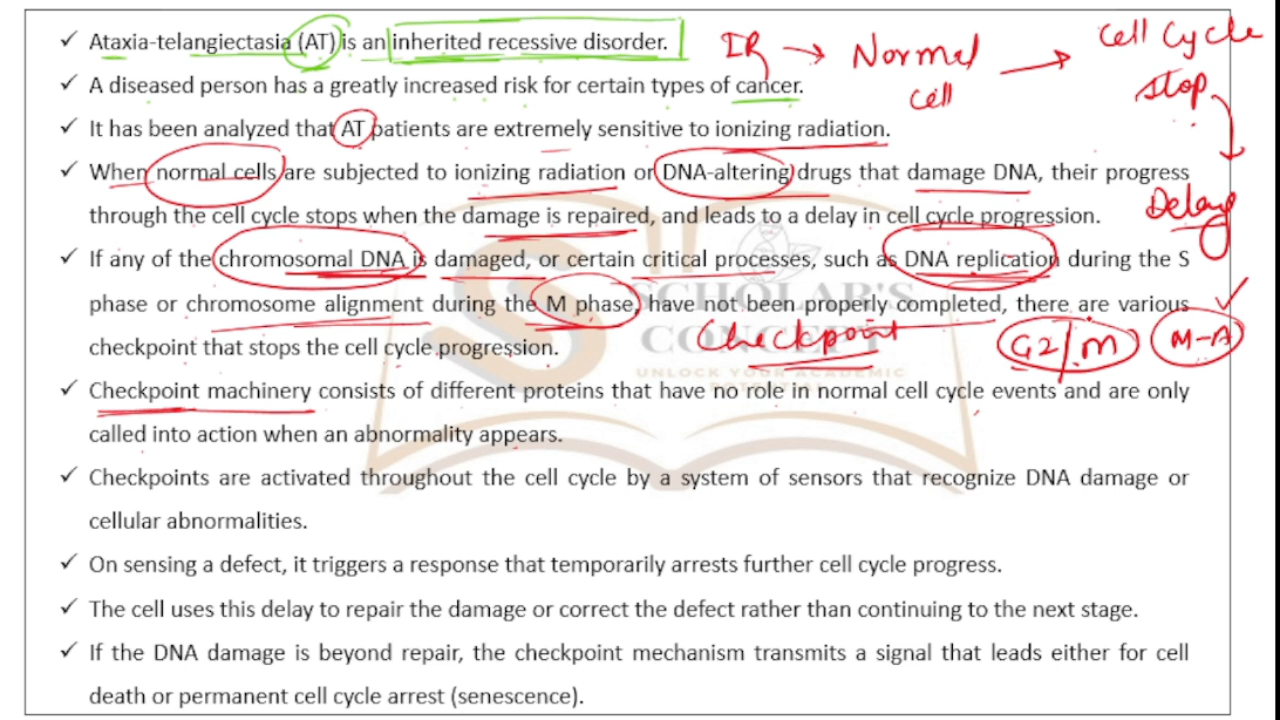 ✓ Ataxia-telangiectasia (AT) is an inherited recessive disorder.
IR → Normal cell → Cell Cycle stop
Delay
✓ A diseased person has a greatly increased risk for certain types of cancer.
✓ It has been analyzed that AT patients are extremely sensitive to ionizing radiation.
✓ When normal cells are subjected to ionizing radiation or DNA-altering drugs that damage DNA, their progress
through the cell cycle stops when the damage is repaired, and leads to a delay in cell cycle progression.
✓ If any of the chromosomal DNA is damaged, or certain critical processes, such as DNA replication during the S
phase or chromosome alignment during the M phase, have not been properly completed, there are various
checkpoint that stops the cell cycle progression.
Checkpoint
G2/M
M-A
✓ Checkpoint machinery consists of different proteins that have no role in normal cell cycle events and are only
called into action when an abnormality appears.
✓ Checkpoints are activated throughout the cell cycle by a system of sensors that recognize DNA damage or
cellular abnormalities.
✓ On sensing a defect, it triggers a response that temporarily arrests further cell cycle progress.
✓ The cell uses this delay to repair the damage or correct the defect rather than continuing to the next stage.
✓ If the DNA damage is beyond repair, the checkpoint mechanism transmits a signal that leads either for cell
death or permanent cell cycle arrest (senescence).
SCHOLAR'S
CONCEPT
UNLOCK YOUR ACADEMIC
POTENTIAL